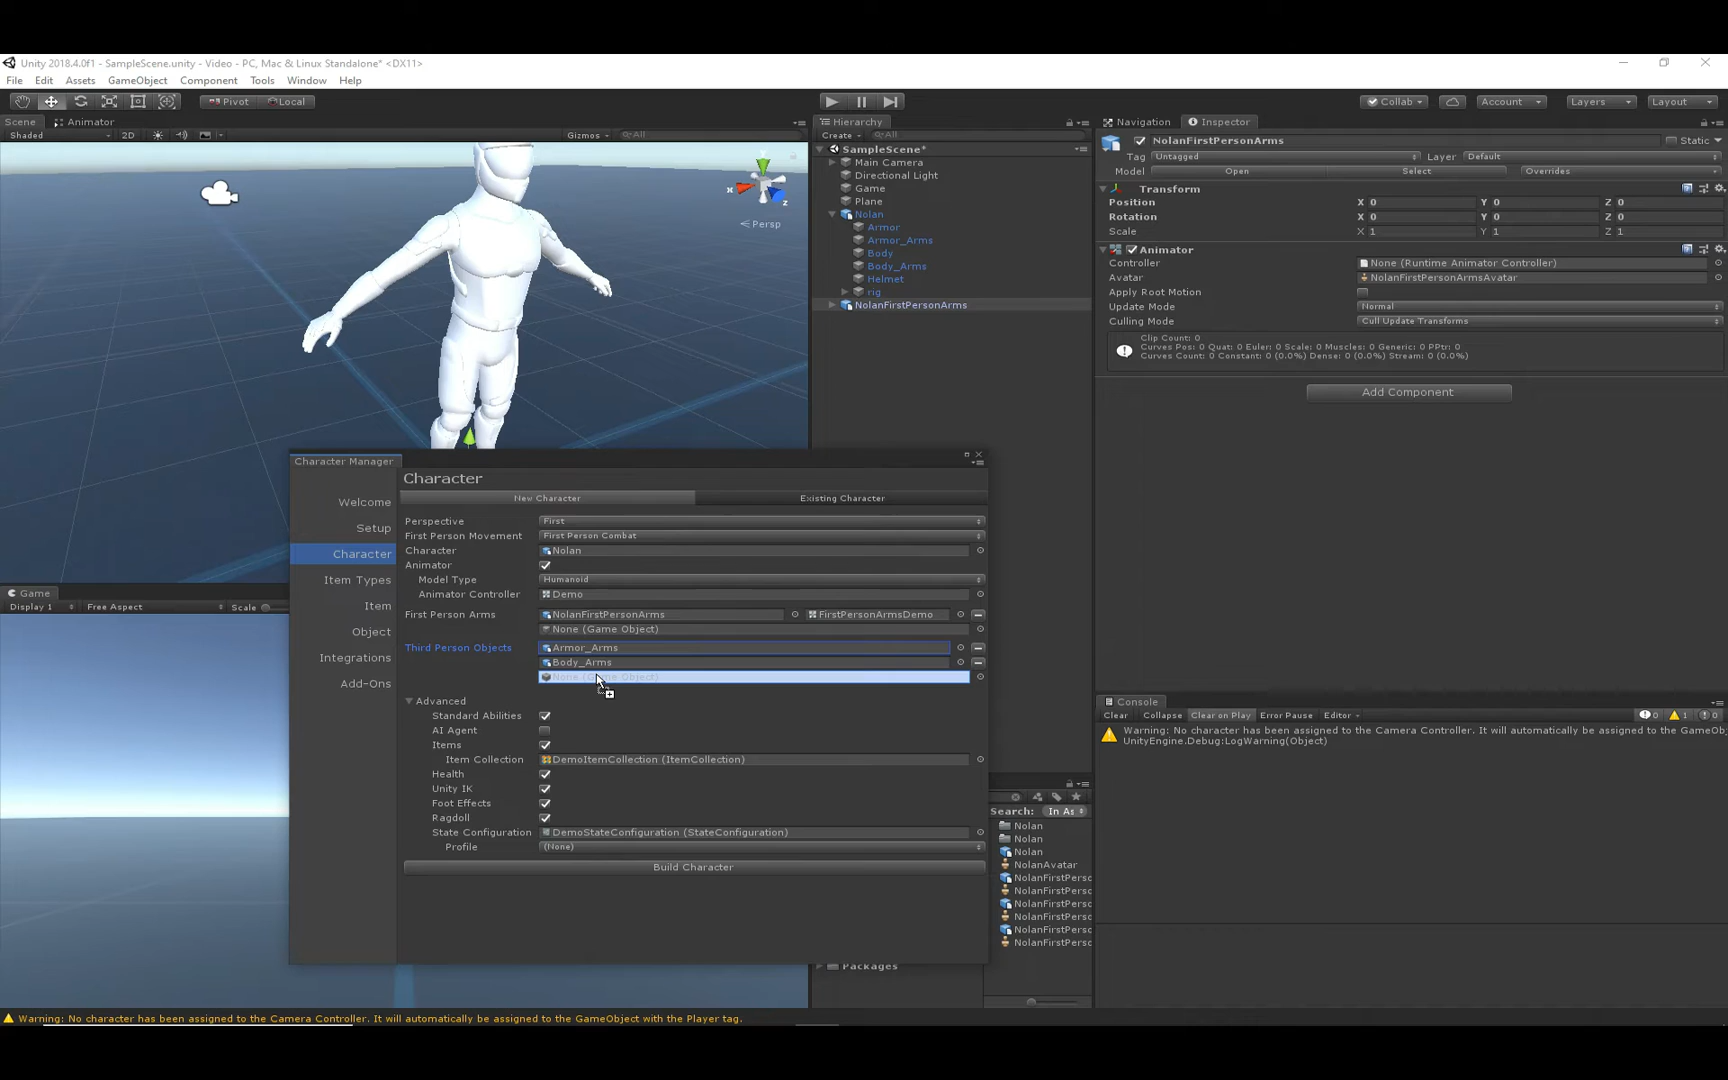 Unity 2018.4.0f1 - SampleScene.unity - Video - PC, Mac & Linux Standalone* <DX11>
File Edit Assets GameObject Component Tools Window Help
Pivot Local Collab Account Layers Layout
Scene Animator
Shaded 2D Gizmos All
x z
Persp
Game
Display 1 Free Aspect Scale
Hierarchy
Create All
SampleScene*
Main Camera
Directional Light
Game
Plane
Nolan
Armor
Armor_Arms
Body
Body_Arms
Helmet
rig
NolanFirstPersonArms
Navigation Inspector
NolanFirstPersonArms Static
Tag Untagged Layer Default
Model Open Select Overrides
Transform
Position X 0 Y 0 Z 0
Rotation X 0 Y 0 Z 0
Scale X 1 Y 1 Z 1
Animator
Controller None (Runtime Animator Controller)
Avatar NolanFirstPersonArmsAvatar
Apply Root Motion
Update Mode Normal
Culling Mode Cull Update Transforms
Clip Count: 0
Curves Pos: 0 Quat: 0 Euler: 0 Scale: 0 Muscles: 0 Generic: 0 PPtr: 0
Curves Count: 0 Constant: 0 (0.0%) Dense: 0 (0.0%) Stream: 0 (0.0%)
Add Component
Character Manager
Welcome
Setup
Character
Item Types
Item
Object
Integrations
Add-Ons
Character
New Character Existing Character
Perspective First
First Person Movement First Person Combat
Character Nolan
Animator
Model Type Humanoid
Animator Controller Demo
First Person Arms NolanFirstPersonArms FirstPersonArmsDemo
None (Game Object)
Third Person Objects Armor_Arms
Body_Arms
None (Game Object)
Advanced
Standard Abilities
AI Agent
Items
Item Collection DemoItemCollection (ItemCollection)
Health
Unity IK
Foot Effects
Ragdoll
State Configuration DemoStateConfiguration (StateConfiguration)
Profile (None)
Build Character
Search: In As
Nolan
Nolan
Nolan
NolanAvatar
NolanFirstPerso
NolanFirstPerso
NolanFirstPerso
NolanFirstPerso
NolanFirstPerso
NolanFirstPerso
Packages
Console
Clear Collapse Clear on Play Error Pause Editor 0 1 0
Warning: No character has been assigned to the Camera Controller. It will automatically be assigned to the GameObj
UnityEngine.Debug:LogWarning(Object)
Warning: No character has been assigned to the Camera Controller. It will automatically be assigned to the GameObject with the Player tag.